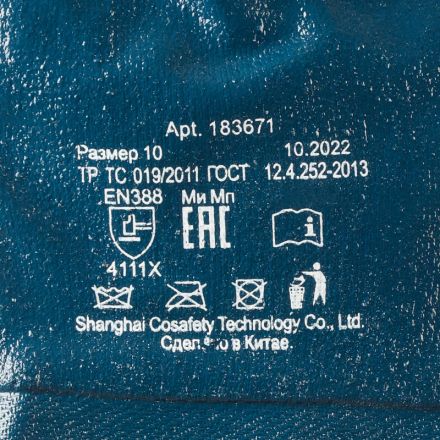 Арт. 183671
Размер 10 10.2022
ТР ТС 019/2011 ГОСТ 12.4.252-2013
EN388 Ми Мп
EAC i
4111X
Shanghai Cosafety Technology Co., Ltd.
Сделано в Китае.